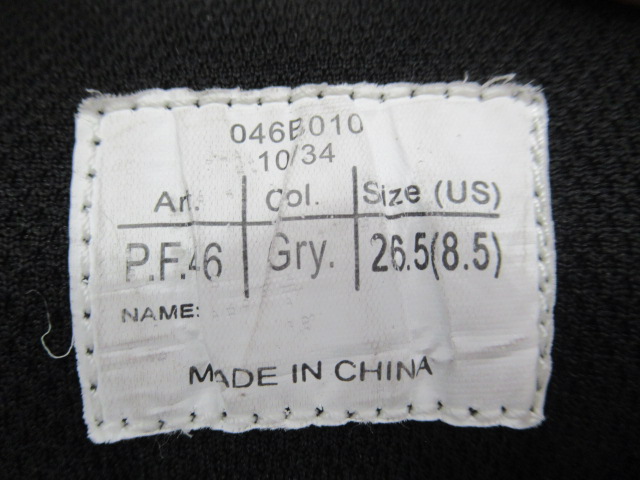 046B010
10/34
Art. Col. Size (US)
P.F.46 Gry. 26.5(8.5)
NAME:
MADE IN CHINA